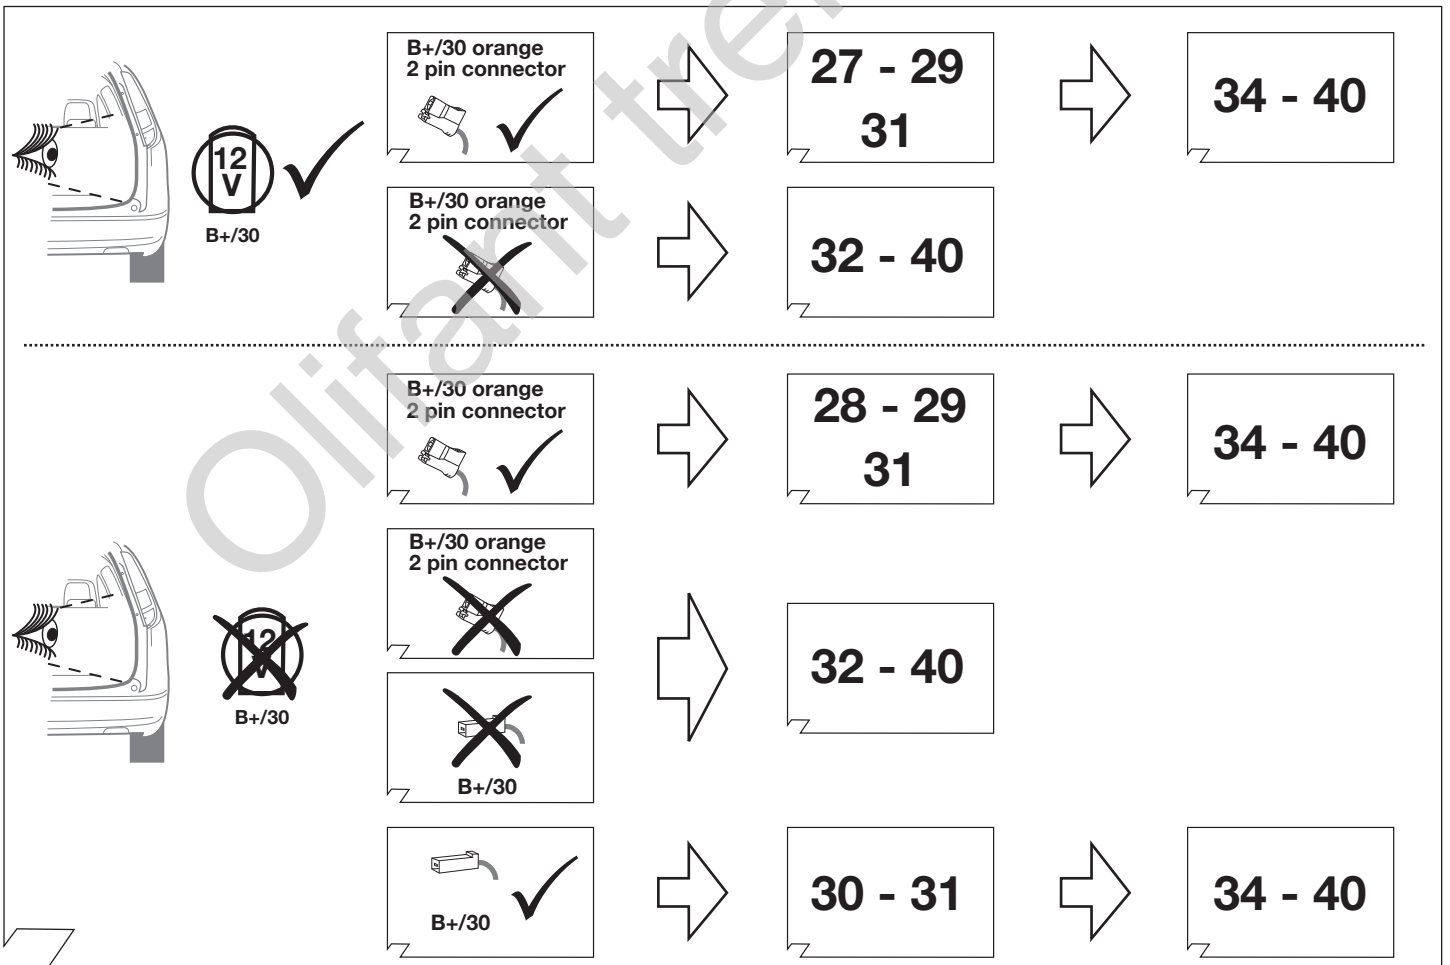 B+/30 orange
2 pin connector
27 - 29
31
34 - 40
12
V
B+/30
B+/30 orange
2 pin connector
32 - 40
B+/30 orange
2 pin connector
28 - 29
31
34 - 40
B+/30 orange
2 pin connector
12
V
B+/30
32 - 40
B+/30
B+/30
30 - 31
34 - 40
Olifant